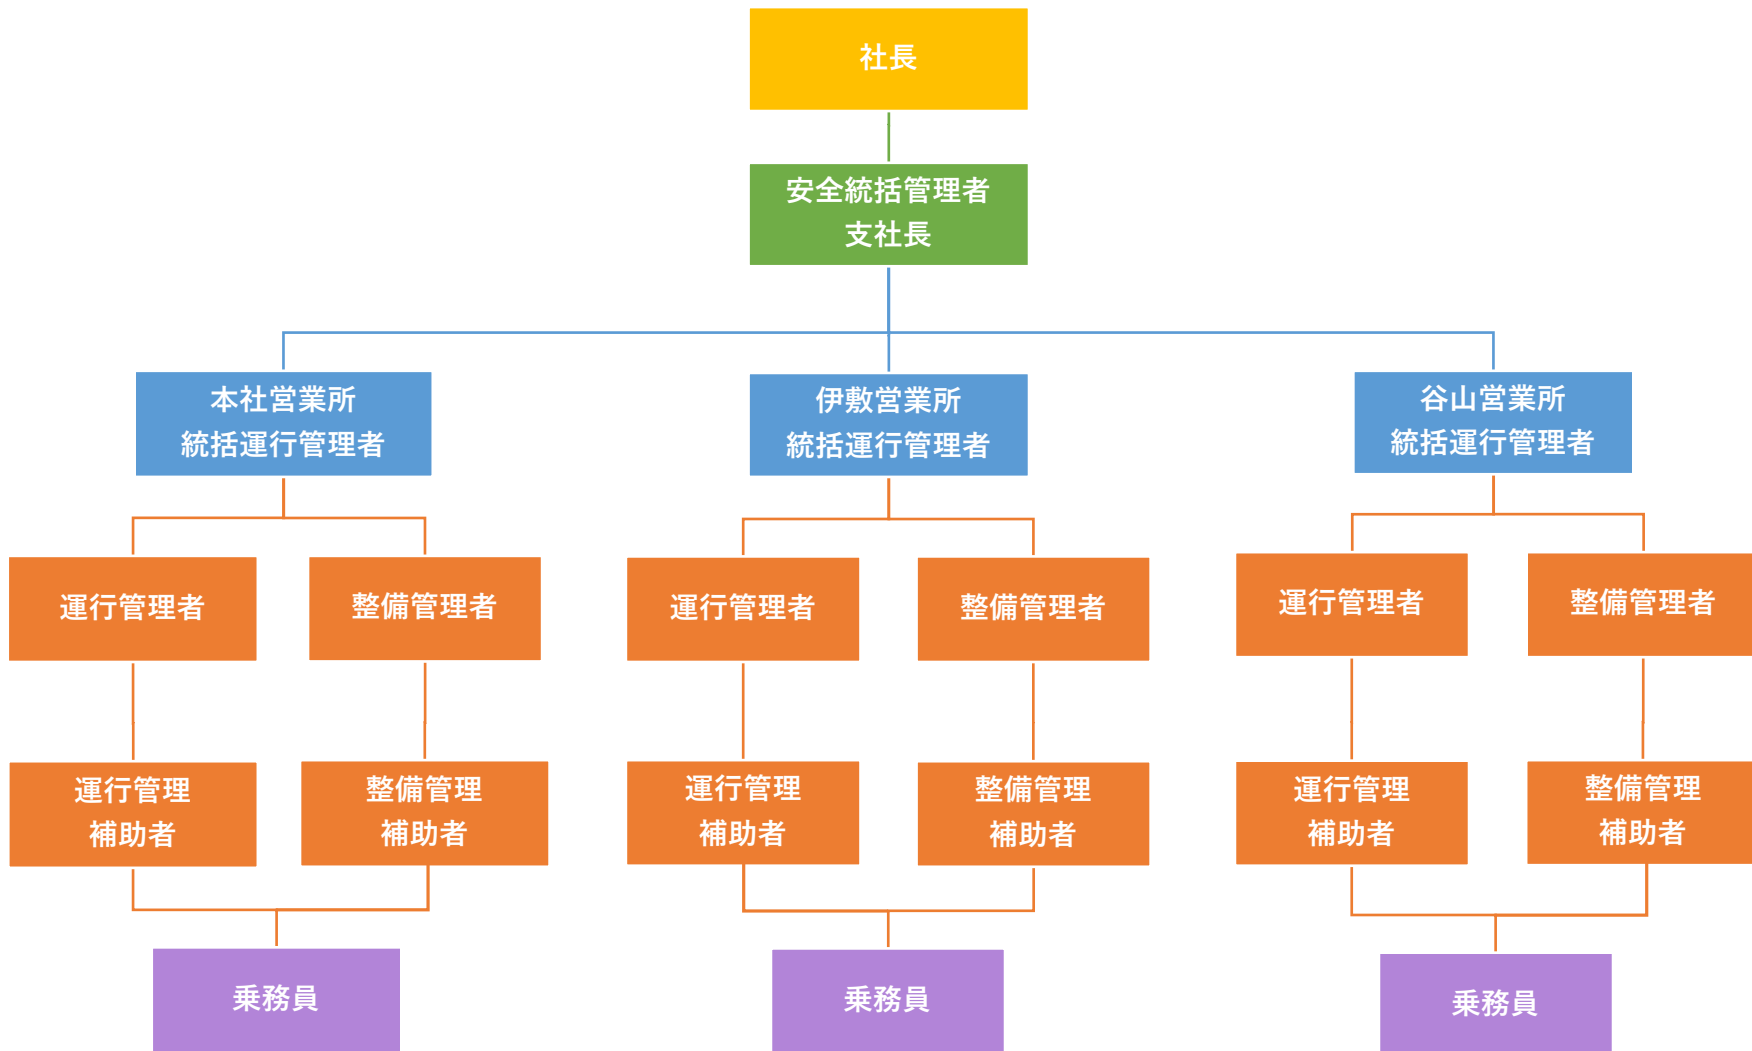 社長
安全統括管理者
支社長
本社営業所
統括運行管理者
伊敷営業所
統括運行管理者
谷山営業所
統括運行管理者
運行管理者
整備管理者
運行管理者
整備管理者
運行管理者
整備管理者
運行管理
補助者
整備管理
補助者
運行管理
補助者
整備管理
補助者
運行管理
補助者
整備管理
補助者
乗務員
乗務員
乗務員